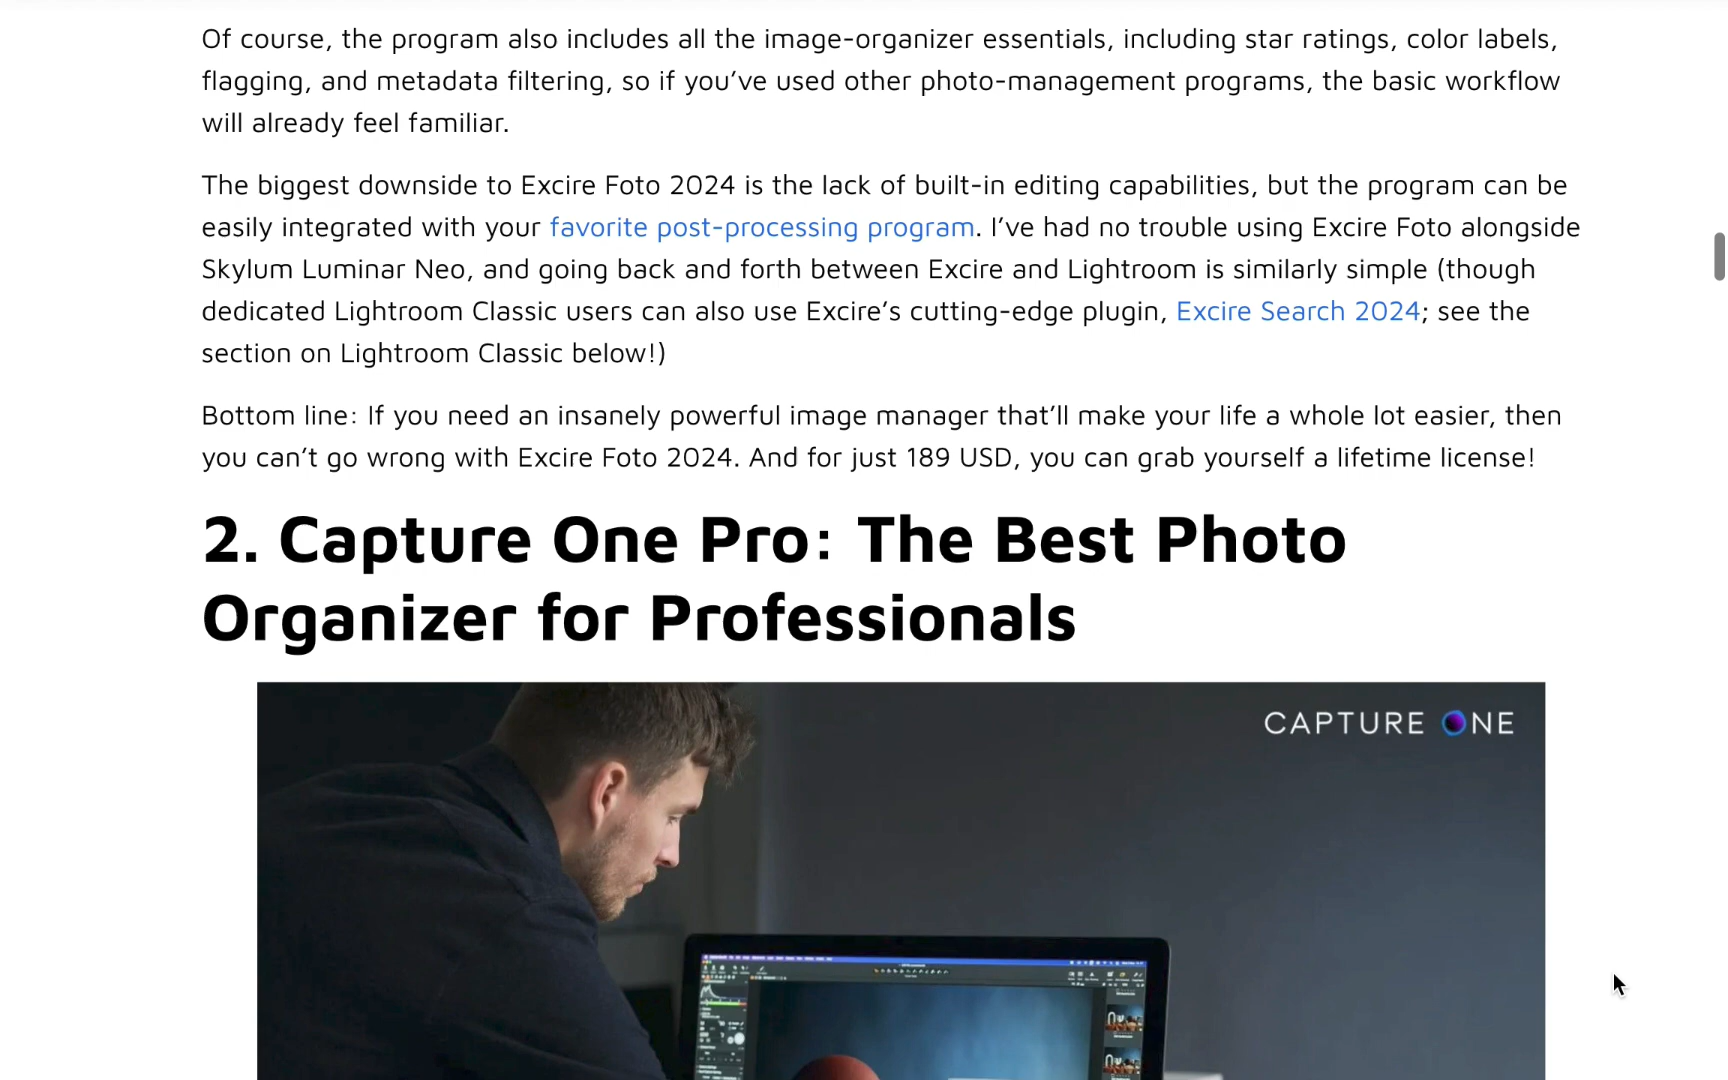 Of course, the program also includes all the image-organizer essentials, including star ratings, color labels,
flagging, and metadata filtering, so if you’ve used other photo-management programs, the basic workflow
will already feel familiar.
The biggest downside to Excire Foto 2024 is the lack of built-in editing capabilities, but the program can be
easily integrated with your favorite post-processing program. I’ve had no trouble using Excire Foto alongside
Skylum Luminar Neo, and going back and forth between Excire and Lightroom is similarly simple (though
dedicated Lightroom Classic users can also use Excire’s cutting-edge plugin, Excire Search 2024; see the
section on Lightroom Classic below!)
Bottom line: If you need an insanely powerful image manager that’ll make your life a whole lot easier, then
you can’t go wrong with Excire Foto 2024. And for just 189 USD, you can grab yourself a lifetime license!
2. Capture One Pro: The Best Photo
Organizer for Professionals
CAPTURE ONE